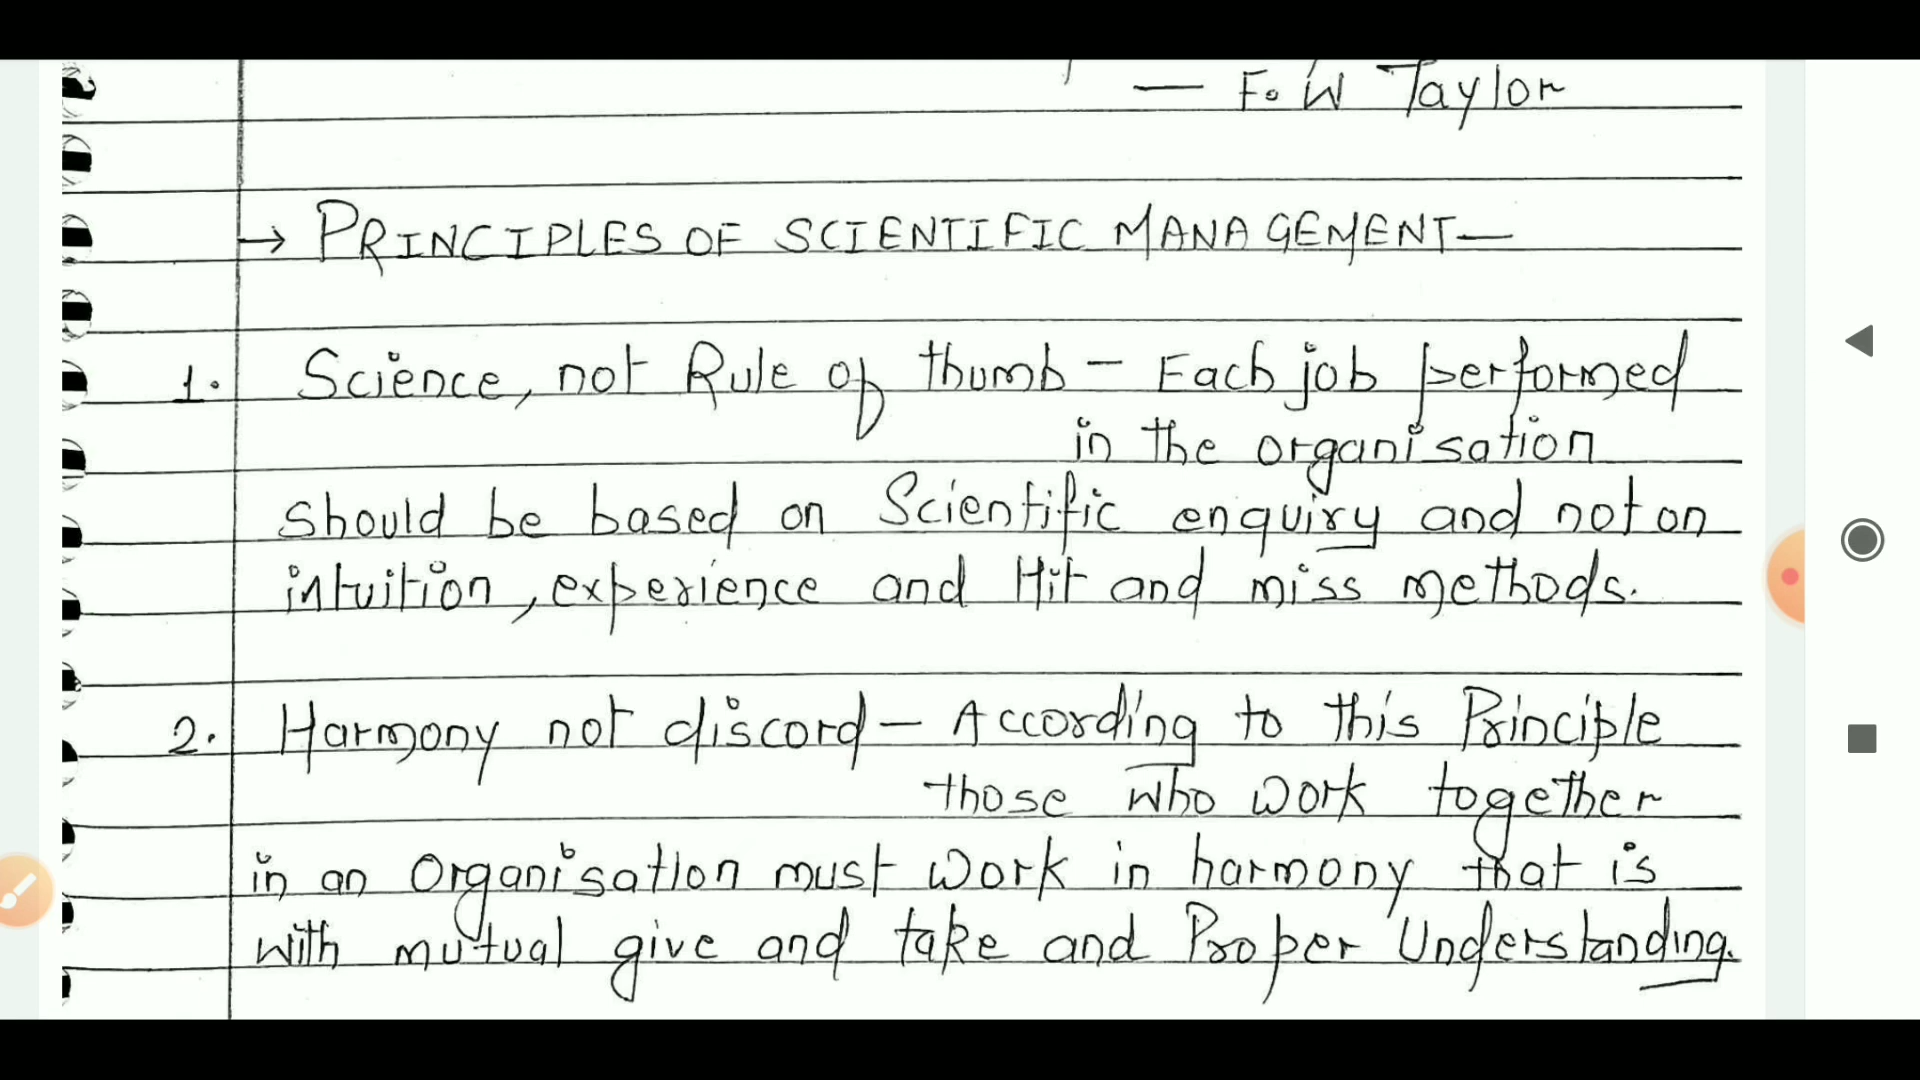 — F. W Taylor
→ PRINCIPLES OF SCIENTIFIC MANAGEMENT—
1. Science, not Rule of thumb - Each job performed
in the organisation
should be based on Scientific enquiry and not on
intuition, experience and Hit and miss methods.
2. Harmony not discord - According to this Principle
those who work together
in an Organisation must work in harmony that is
with mutual give and take and Proper Understanding.